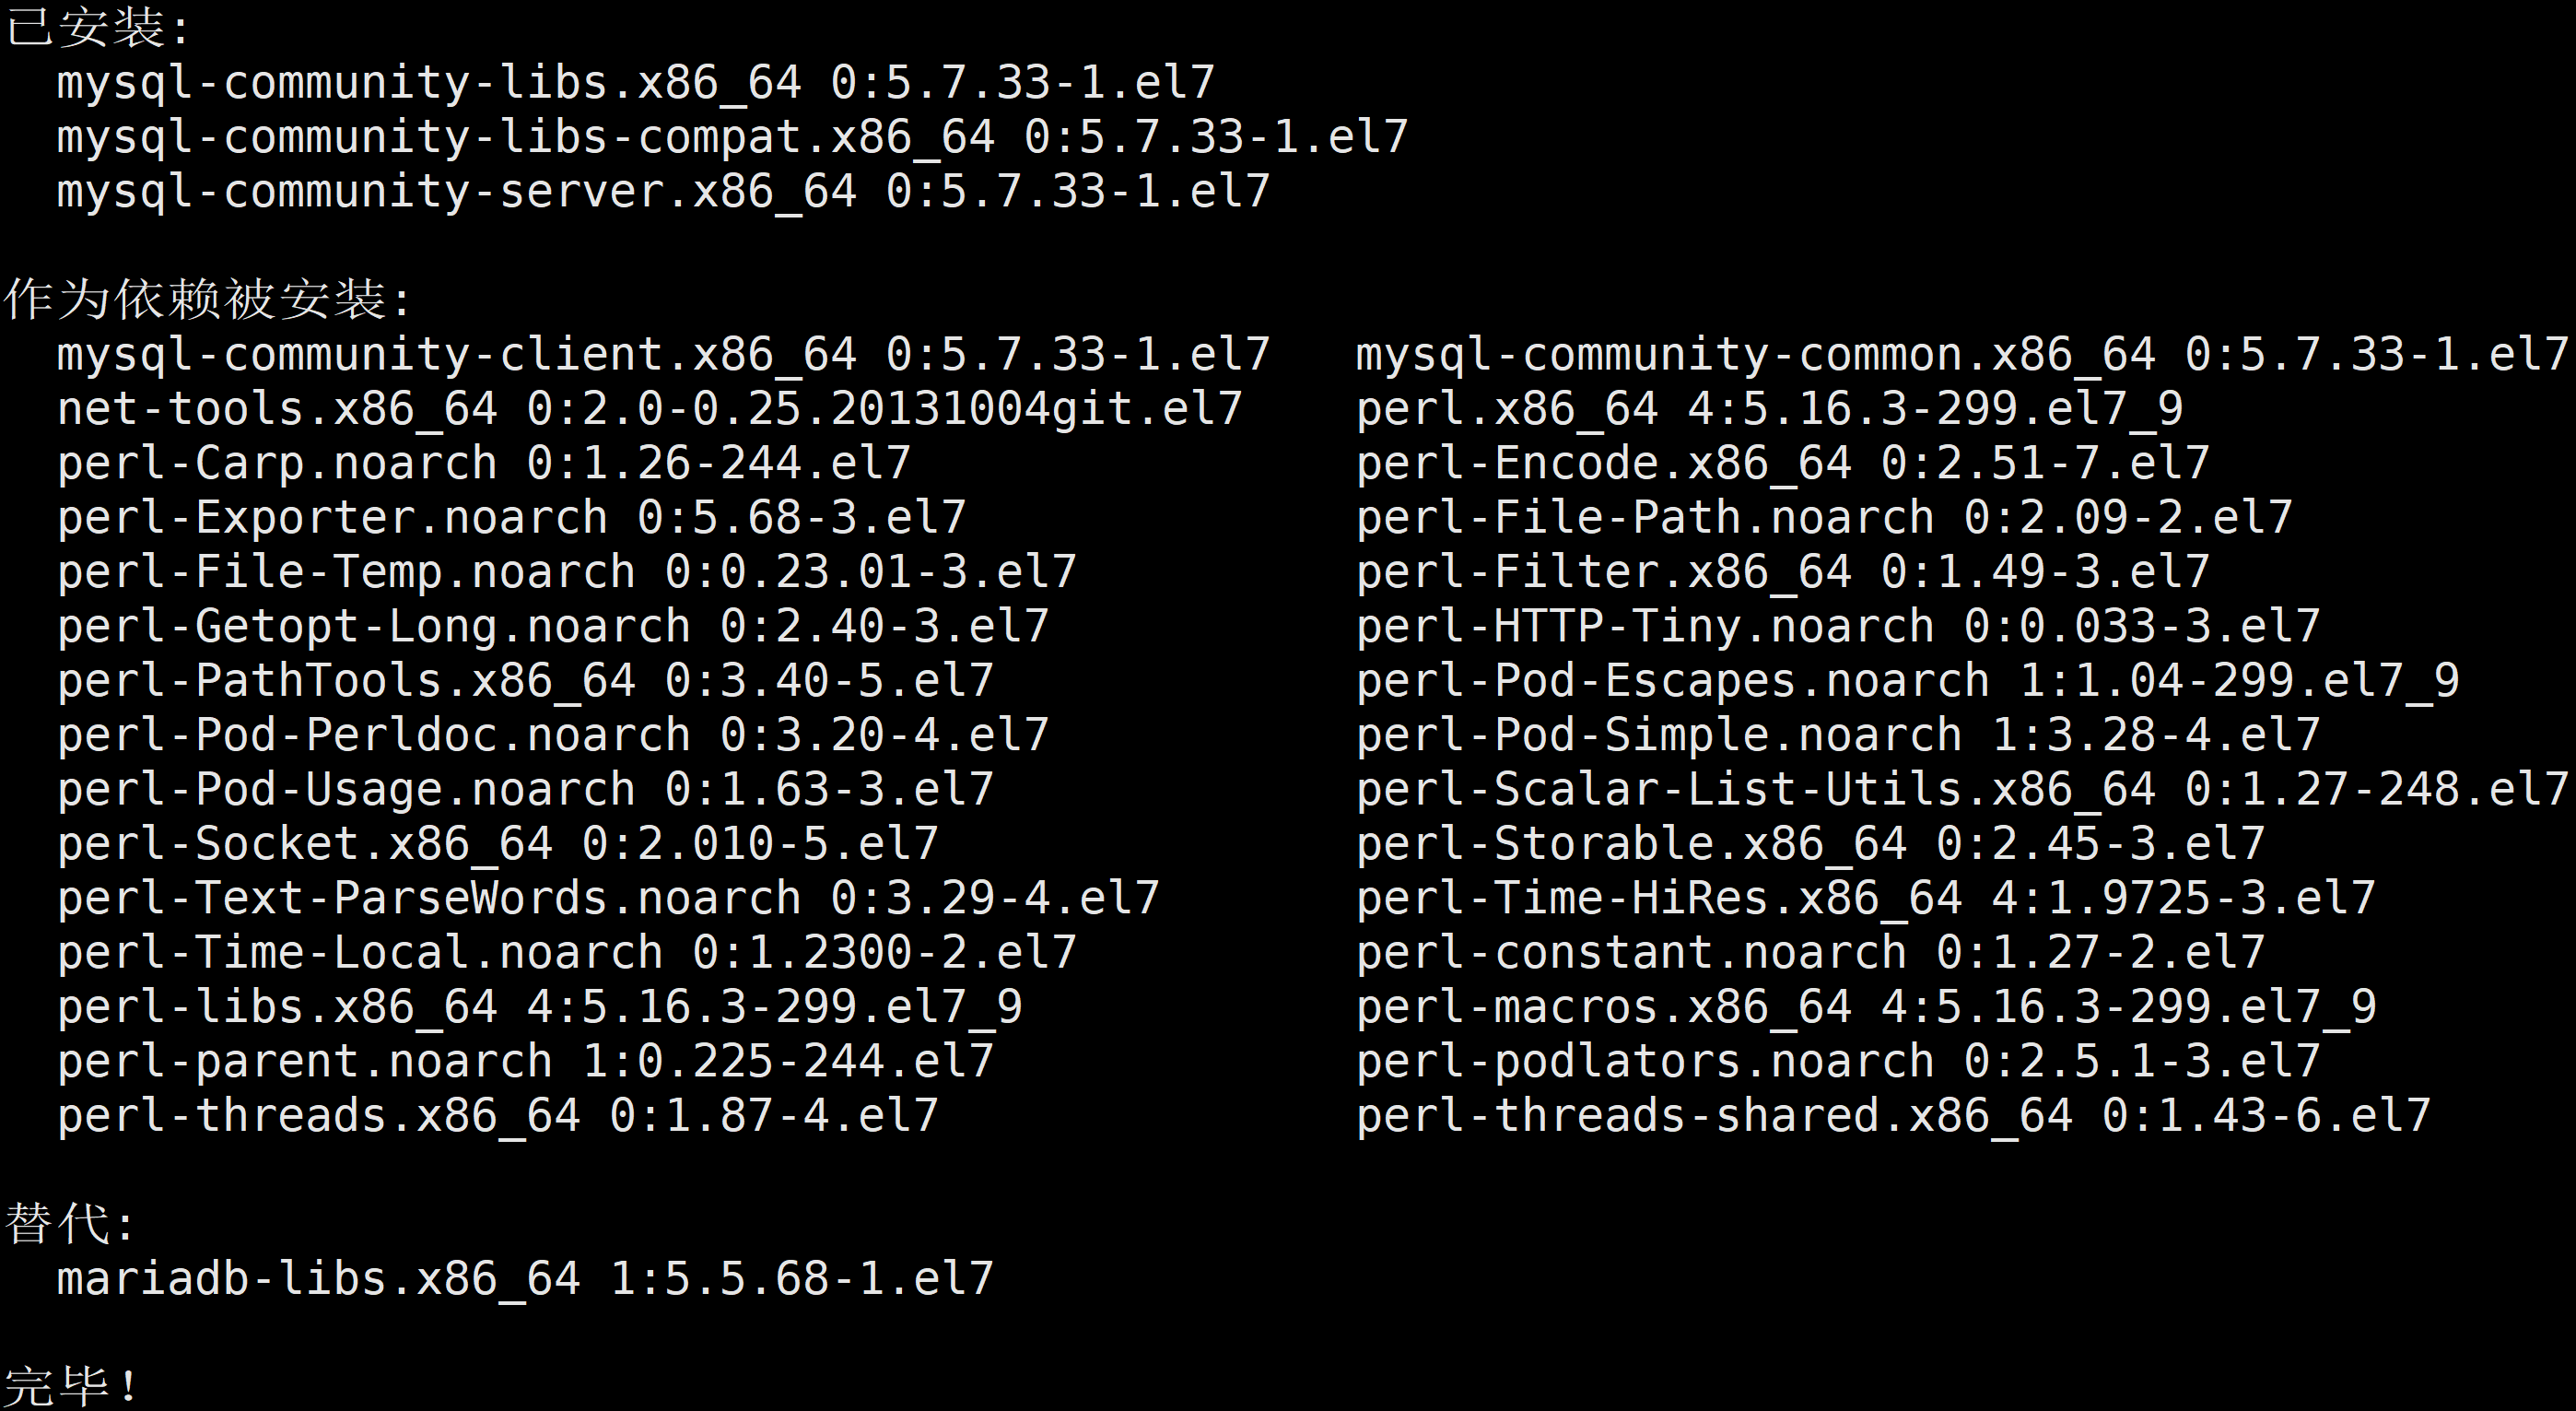 已安装:
  mysql-community-libs.x86_64 0:5.7.33-1.el7
  mysql-community-libs-compat.x86_64 0:5.7.33-1.el7
  mysql-community-server.x86_64 0:5.7.33-1.el7

作为依赖被安装:
  mysql-community-client.x86_64 0:5.7.33-1.el7   mysql-community-common.x86_64 0:5.7.33-1.el7
  net-tools.x86_64 0:2.0-0.25.20131004git.el7    perl.x86_64 4:5.16.3-299.el7_9
  perl-Carp.noarch 0:1.26-244.el7                perl-Encode.x86_64 0:2.51-7.el7
  perl-Exporter.noarch 0:5.68-3.el7              perl-File-Path.noarch 0:2.09-2.el7
  perl-File-Temp.noarch 0:0.23.01-3.el7          perl-Filter.x86_64 0:1.49-3.el7
  perl-Getopt-Long.noarch 0:2.40-3.el7           perl-HTTP-Tiny.noarch 0:0.033-3.el7
  perl-PathTools.x86_64 0:3.40-5.el7             perl-Pod-Escapes.noarch 1:1.04-299.el7_9
  perl-Pod-Perldoc.noarch 0:3.20-4.el7           perl-Pod-Simple.noarch 1:3.28-4.el7
  perl-Pod-Usage.noarch 0:1.63-3.el7             perl-Scalar-List-Utils.x86_64 0:1.27-248.el7
  perl-Socket.x86_64 0:2.010-5.el7               perl-Storable.x86_64 0:2.45-3.el7
  perl-Text-ParseWords.noarch 0:3.29-4.el7       perl-Time-HiRes.x86_64 4:1.9725-3.el7
  perl-Time-Local.noarch 0:1.2300-2.el7          perl-constant.noarch 0:1.27-2.el7
  perl-libs.x86_64 4:5.16.3-299.el7_9            perl-macros.x86_64 4:5.16.3-299.el7_9
  perl-parent.noarch 1:0.225-244.el7             perl-podlators.noarch 0:2.5.1-3.el7
  perl-threads.x86_64 0:1.87-4.el7               perl-threads-shared.x86_64 0:1.43-6.el7

替代:
  mariadb-libs.x86_64 1:5.5.68-1.el7

完毕!